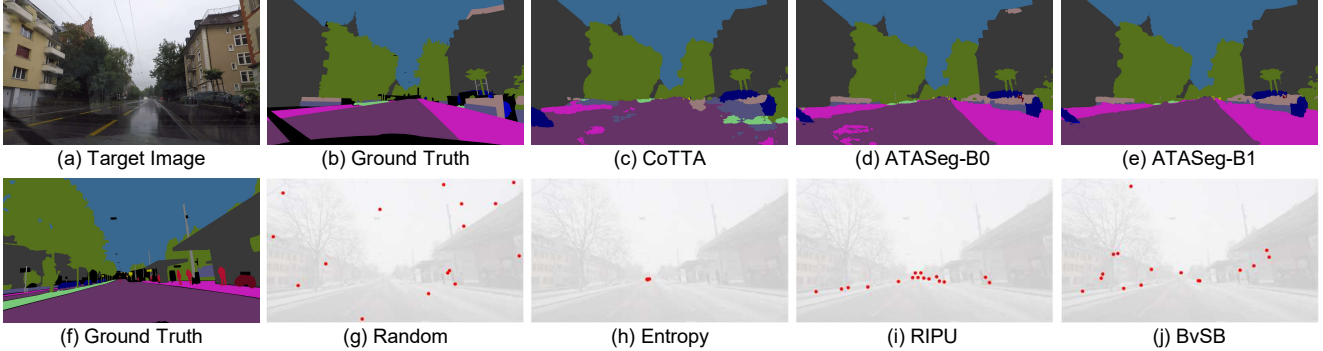 (a) Target Image
(b) Ground Truth
(c) CoTTA
(d) ATASeg-B0
(e) ATASeg-B1
(f) Ground Truth
(g) Random
(h) Entropy
(i) RIPU
(j) BvSB